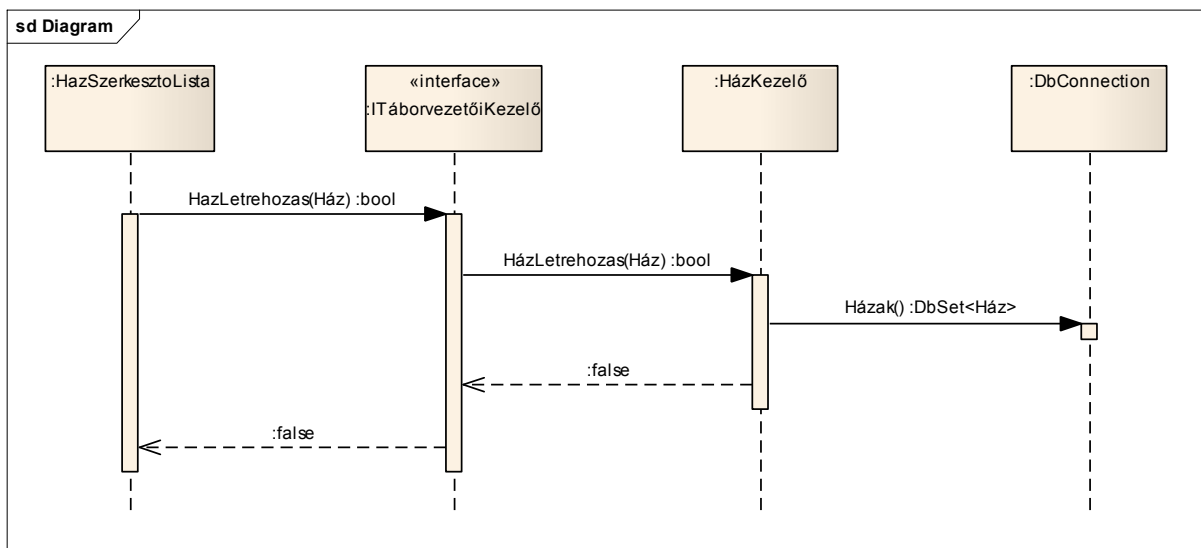 sd Diagram
:HazSzerkesztoLista
«interface»
:ITáborvezetőiKezelő
:HázKezelő
:DbConnection
HazLetrehozas(Ház) :bool
HázLetrehozas(Ház) :bool
Házak() :DbSet<Ház>
:false
:false